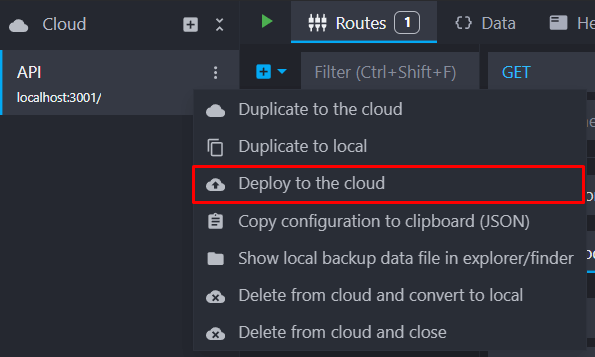 Cloud
Routes 1
Data
He
API
localhost:3001/
Filter (Ctrl+Shift+F)
GET
Duplicate to the cloud
Duplicate to local
Deploy to the cloud
Copy configuration to clipboard (JSON)
Show local backup data file in explorer/finder
Delete from cloud and convert to local
Delete from cloud and close